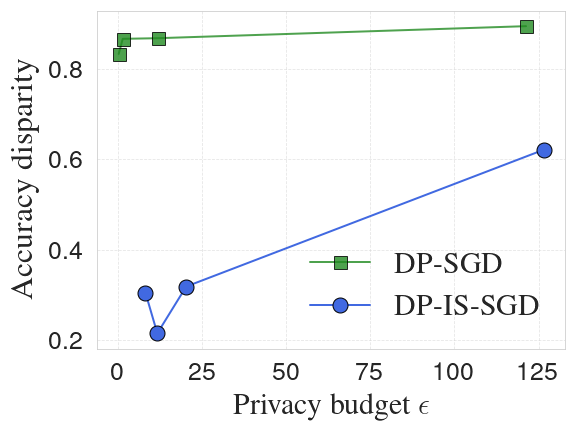 Accuracy disparity
0.8
0.6
0.4
0.2
DP-SGD
DP-IS-SGD
0 25 50 75 100 125
Privacy budget ϵ